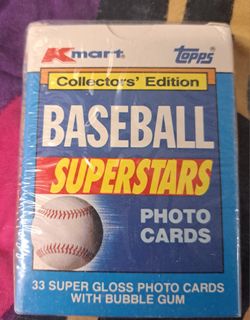 Kmart topps
Collectors' Edition
BASEBALL
SUPERSTARS
PHOTO
CARDS
33 SUPER GLOSS PHOTO CARDS
WITH BUBBLE GUM